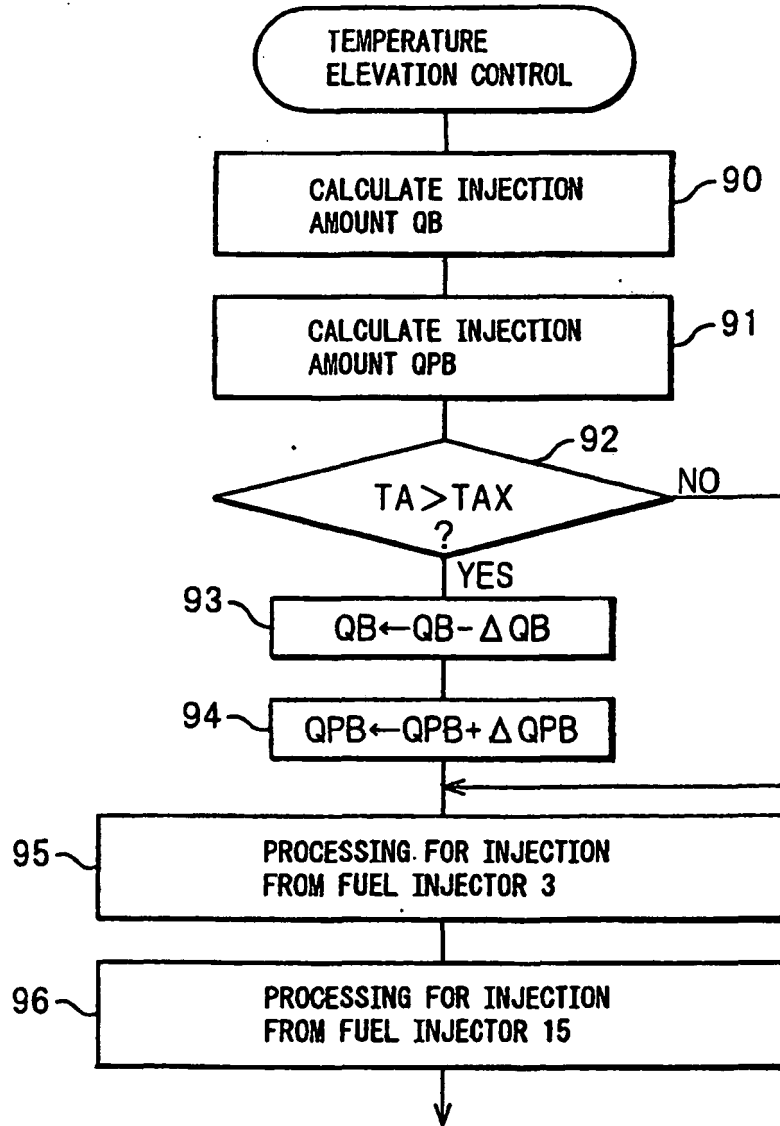 TEMPERATURE
ELEVATION CONTROL
CALCULATE INJECTION
AMOUNT QB
90
CALCULATE INJECTION
AMOUNT QPB
91
92
TA>TAX
?
NO
YES
93
QB←QB-ΔQB
94
QPB←QPB+ΔQPB
95
PROCESSING FOR INJECTION
FROM FUEL INJECTOR 3
96
PROCESSING FOR INJECTION
FROM FUEL INJECTOR 15